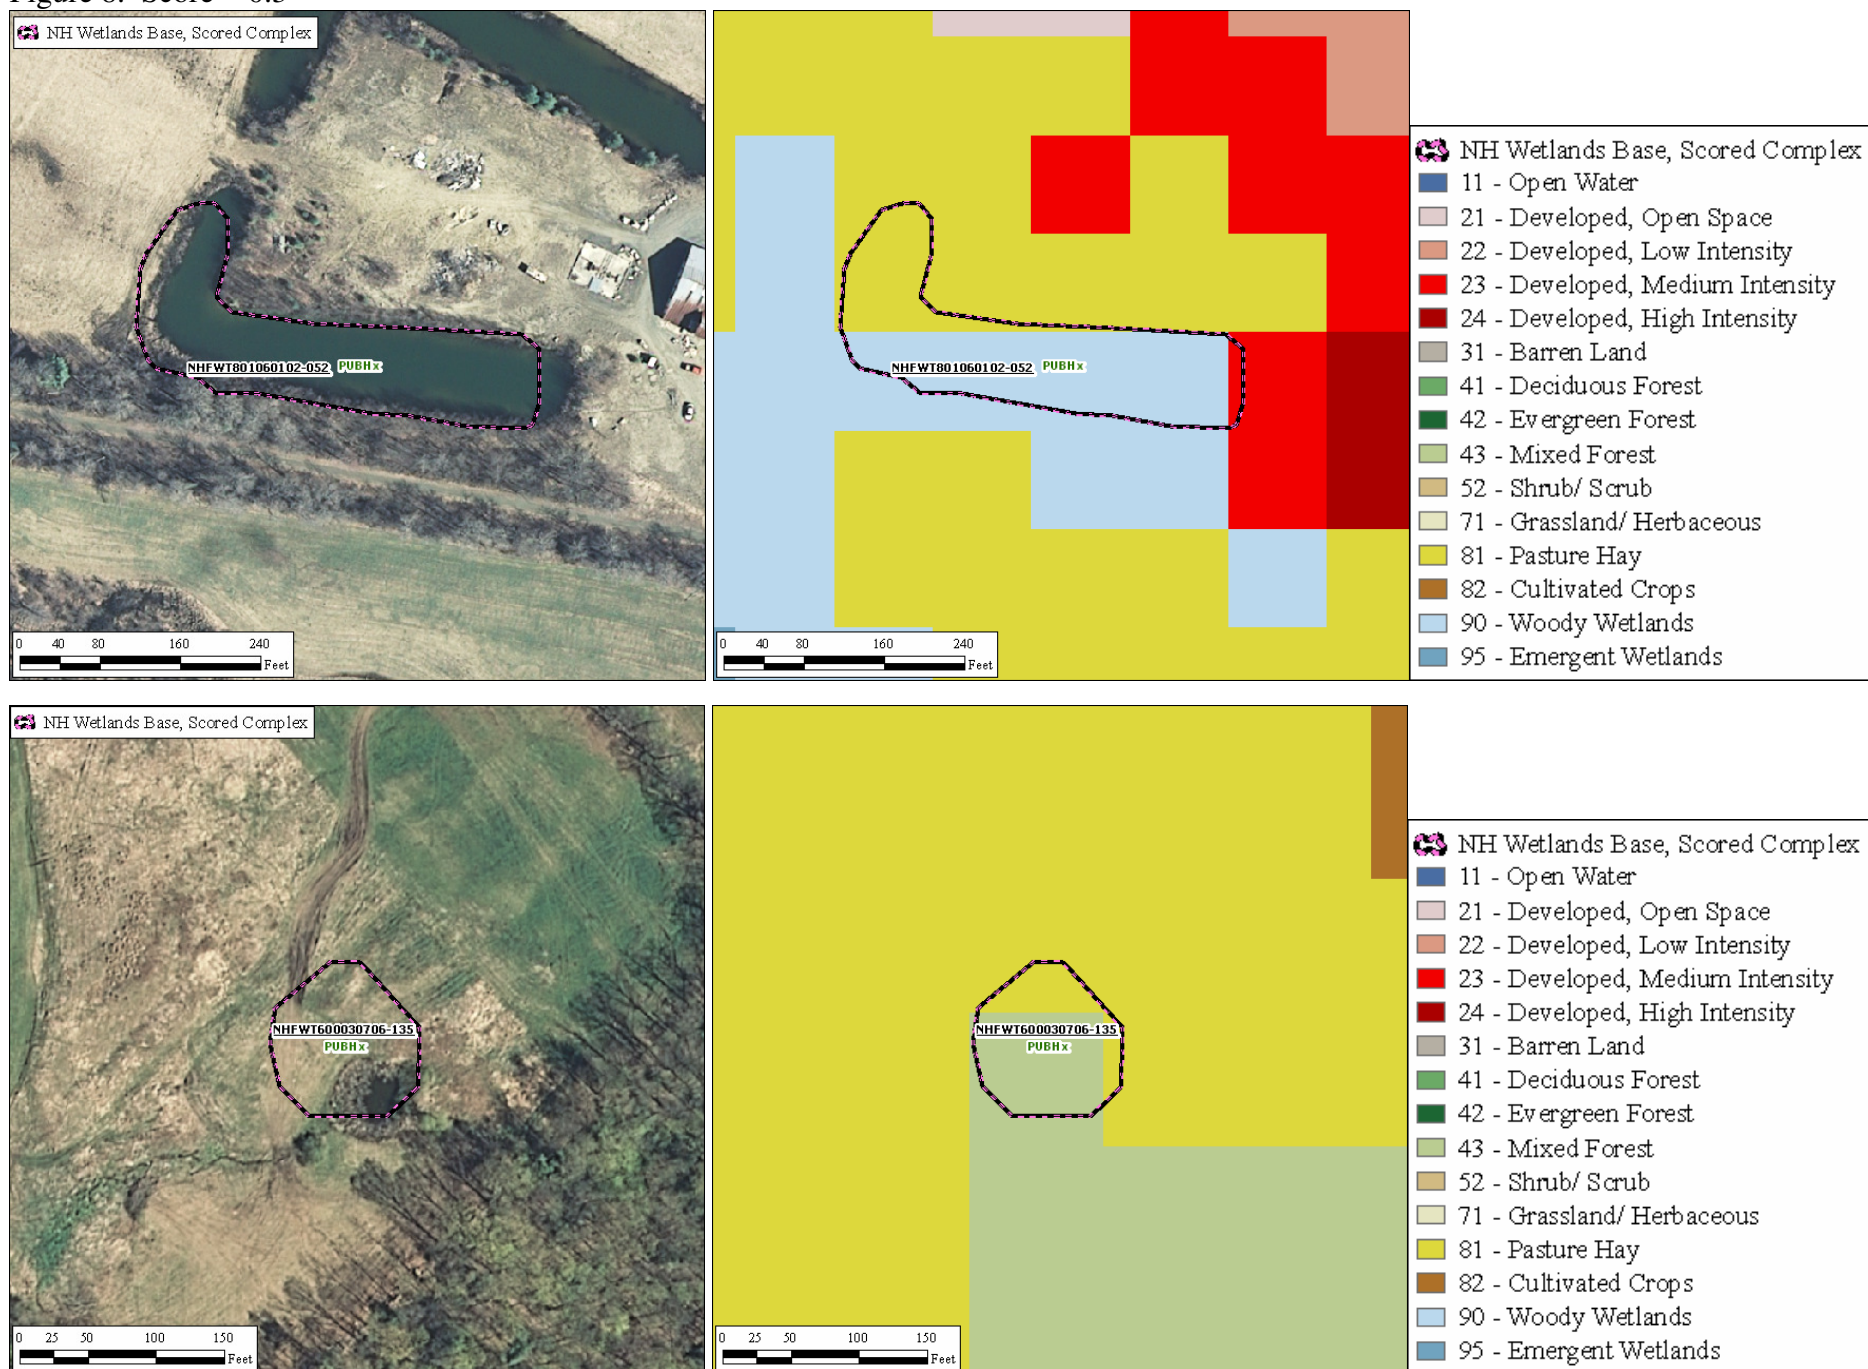 NH Wetlands Base, Scored Complex
NHFWT801060102-052 PUBHx
0 40 80 160 240
Feet
NHFWT801060102-052 PUBHx
0 40 80 160 240
Feet
NH Wetlands Base, Scored Complex
11 - Open Water
21 - Developed, Open Space
22 - Developed, Low Intensity
23 - Developed, Medium Intensity
24 - Developed, High Intensity
31 - Barren Land
41 - Deciduous Forest
42 - Evergreen Forest
43 - Mixed Forest
52 - Shrub/ Scrub
71 - Grassland/ Herbaceous
81 - Pasture Hay
82 - Cultivated Crops
90 - Woody Wetlands
95 - Emergent Wetlands
NH Wetlands Base, Scored Complex
NHFWT600030706-135
PUBHx
0 25 50 100 150
Feet
NHFWT600030706-135
PUBHx
0 25 50 100 150
Feet
NH Wetlands Base, Scored Complex
11 - Open Water
21 - Developed, Open Space
22 - Developed, Low Intensity
23 - Developed, Medium Intensity
24 - Developed, High Intensity
31 - Barren Land
41 - Deciduous Forest
42 - Evergreen Forest
43 - Mixed Forest
52 - Shrub/ Scrub
71 - Grassland/ Herbaceous
81 - Pasture Hay
82 - Cultivated Crops
90 - Woody Wetlands
95 - Emergent Wetlands